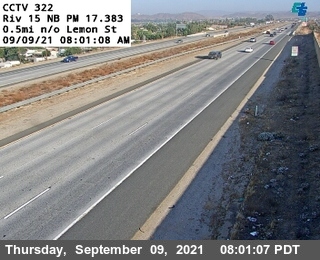 CCTV 322
Riv 15 NB PM 17.383
0.5mi n/o Lemon St
09/09/21 08:01:08 AM
Thursday, September 09, 2021 08:01:07 PDT